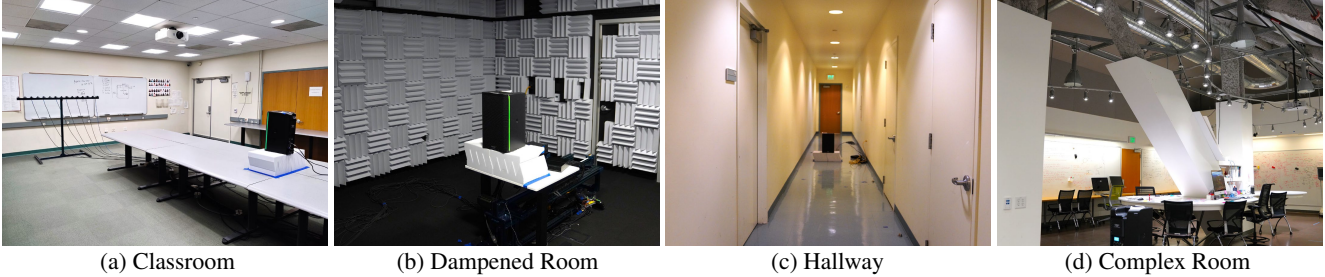 (a) Classroom
(b) Dampened Room
(c) Hallway
(d) Complex Room